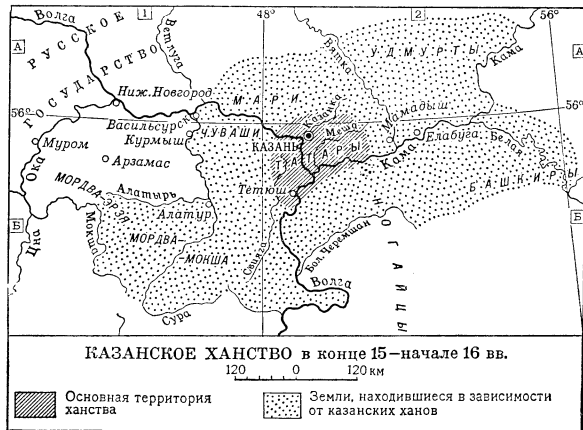 1
48°
2
56°
Волга
А
РУССКОЕ
ГОСУДАРСТВО
Ветлуга
Вятка
УДМУРТЫ
Кама
А
56°
Ниж. Новгород
МАРИ
56°
Васильсурск
Курмыш
ЧУВАШИ
КАЗАНЬ
Казанка
Меша
Мамадыш
Елабуга
Белая
Муром
Ока
Арзамас
ТАТАРЫ
Кама
БАШКИРЫ
МОРДВА-ЭРЗЯ
Алатырь
Тетюш
Б
Алатур
Б
Цна
Мокша
МОРДВА-
-МОКША
Свияга
Бол. Черемшан
НОГАЙЦЫ
Волга
Сура
48°
КАЗАНСКОЕ ХАНСТВО в конце 15–начале 16 вв.
120 0 120 км
Основная территория
ханства
Земли, находившиеся в зависимости
от казанских ханов